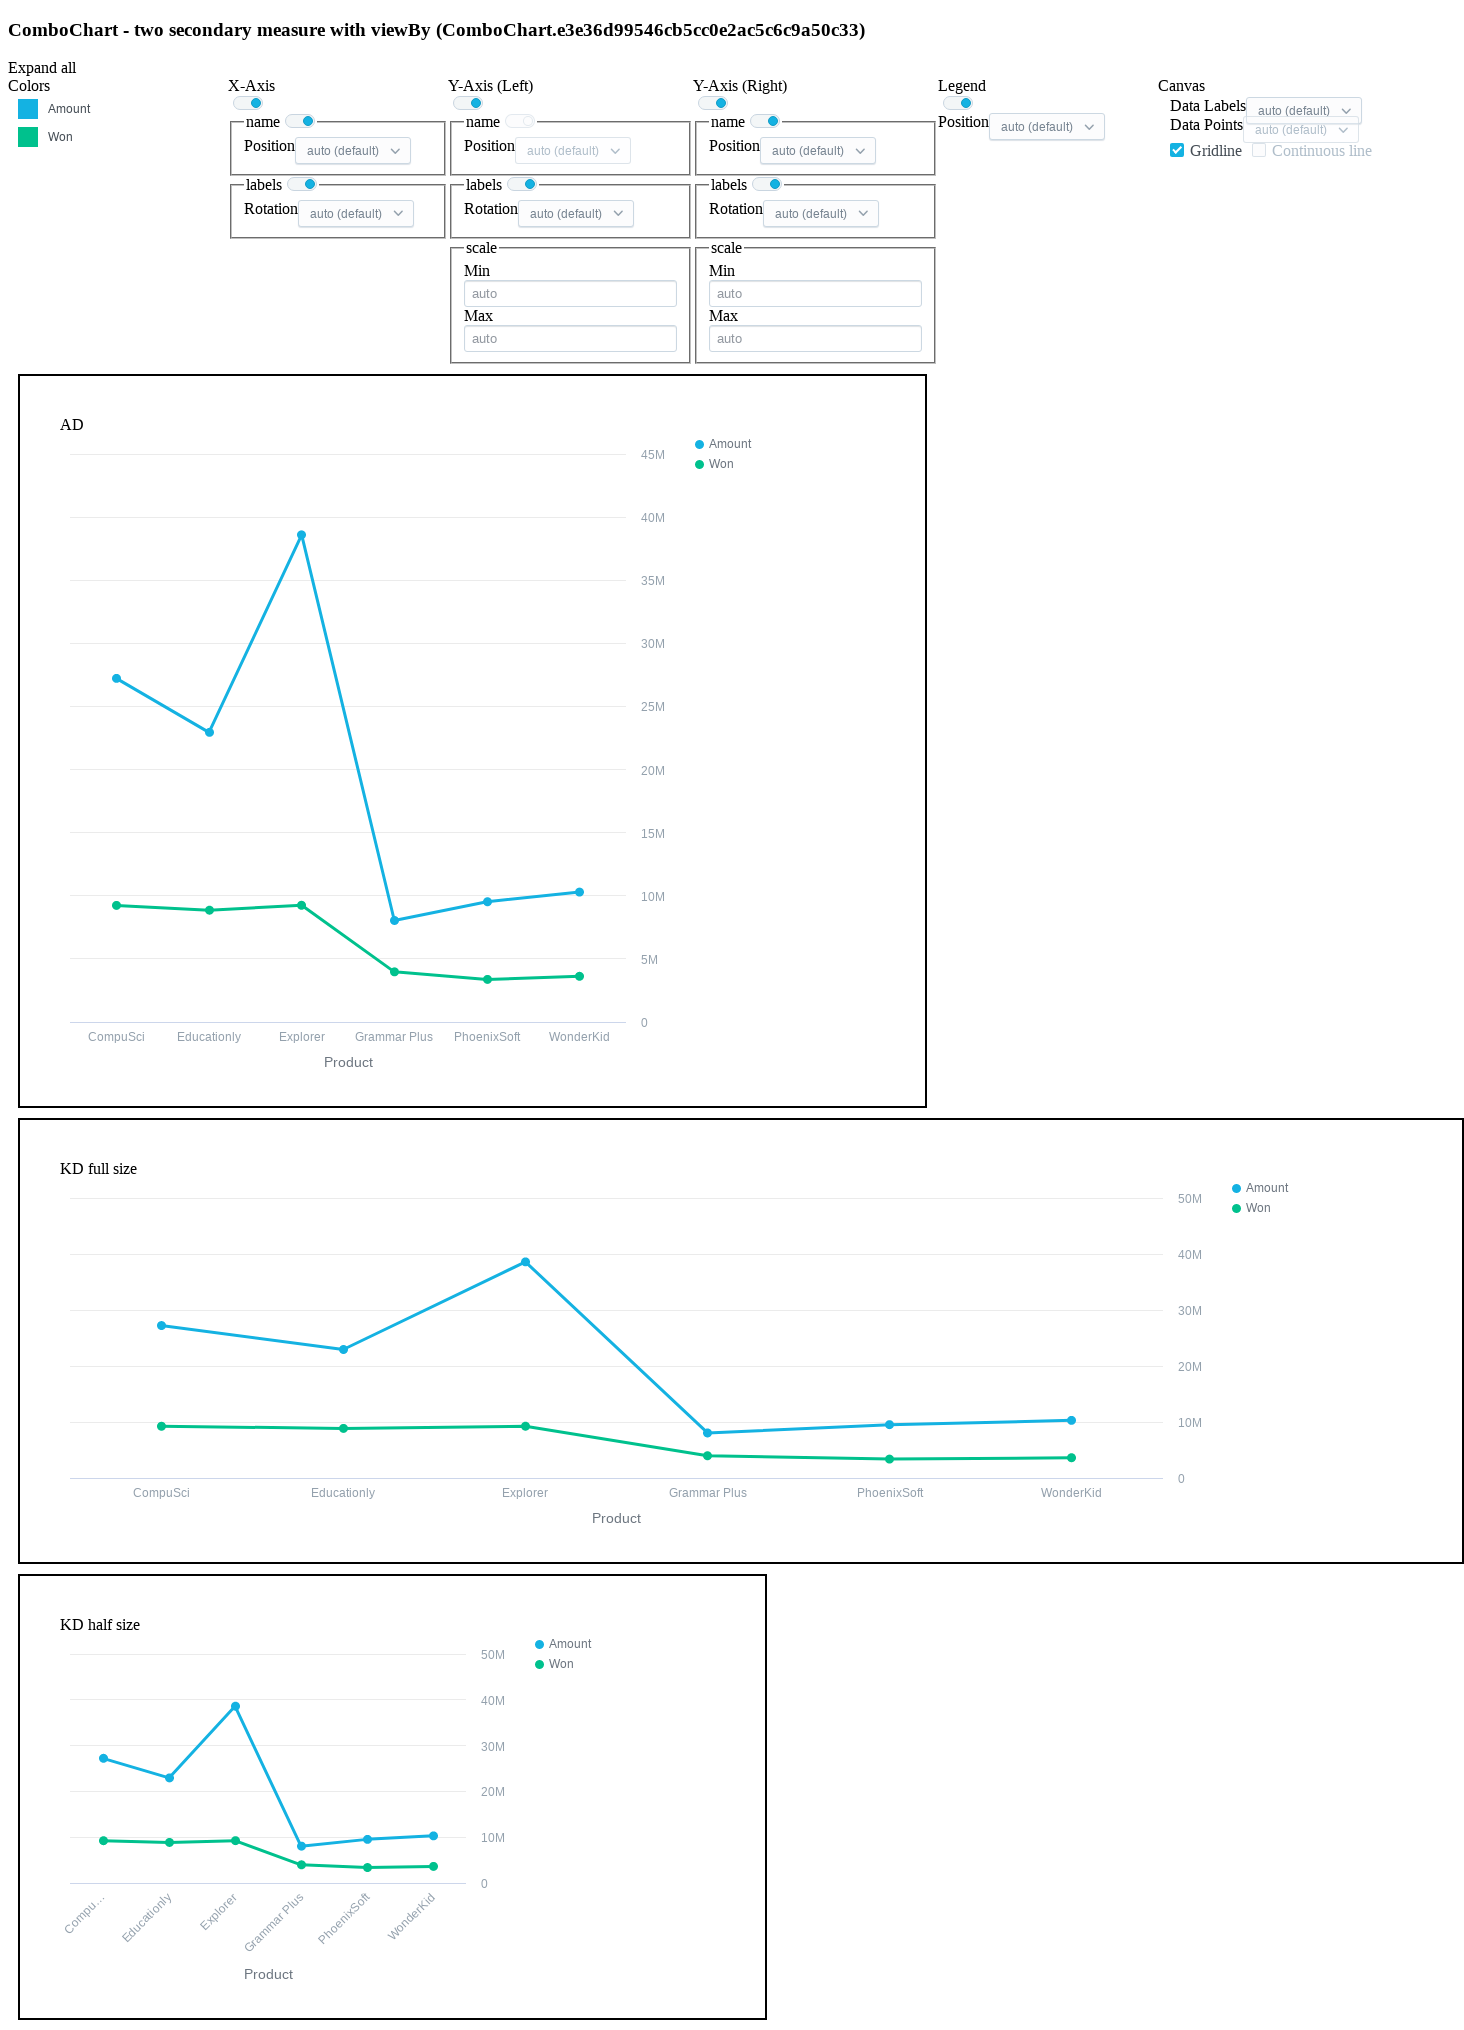 ComboChart - two secondary measure with viewBy (ComboChart.e3e36d99546cb5cc0e2ac5c6c9a50c33)
Expand all
Colors
Amount
Won
X-Axis
name
Position auto (default)
labels
Rotation auto (default)
Y-Axis (Left)
name
Position auto (default)
labels
Rotation auto (default)
scale
Min
auto
Max
auto
Y-Axis (Right)
name
Position auto (default)
labels
Rotation auto (default)
scale
Min
auto
Max
auto
Legend
Position auto (default)
Canvas
Data Labels auto (default)
Data Points auto (default)
Gridline Continuous line
AD
Amount
Won
45M
40M
35M
30M
25M
20M
15M
10M
5M
0
CompuSci Educationly Explorer Grammar Plus PhoenixSoft WonderKid
Product
KD full size
Amount
Won
50M
40M
30M
20M
10M
0
CompuSci Educationly Explorer Grammar Plus PhoenixSoft WonderKid
Product
KD half size
Amount
Won
50M
40M
30M
20M
10M
0
Compu… Educationly Explorer Grammar Plus PhoenixSoft WonderKid
Product